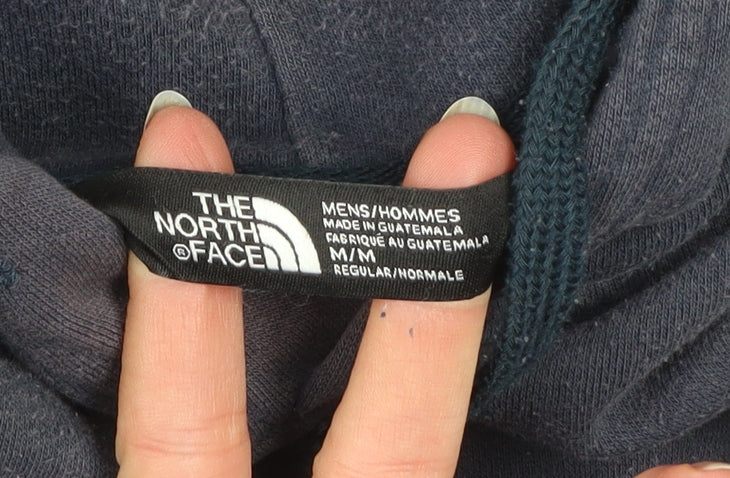 THE
NORTH
®FACE
MENS/HOMMES
MADE IN GUATEMALA
FABRIQUÉ AU GUATEMALA
M/M
REGULAR/NORMALE